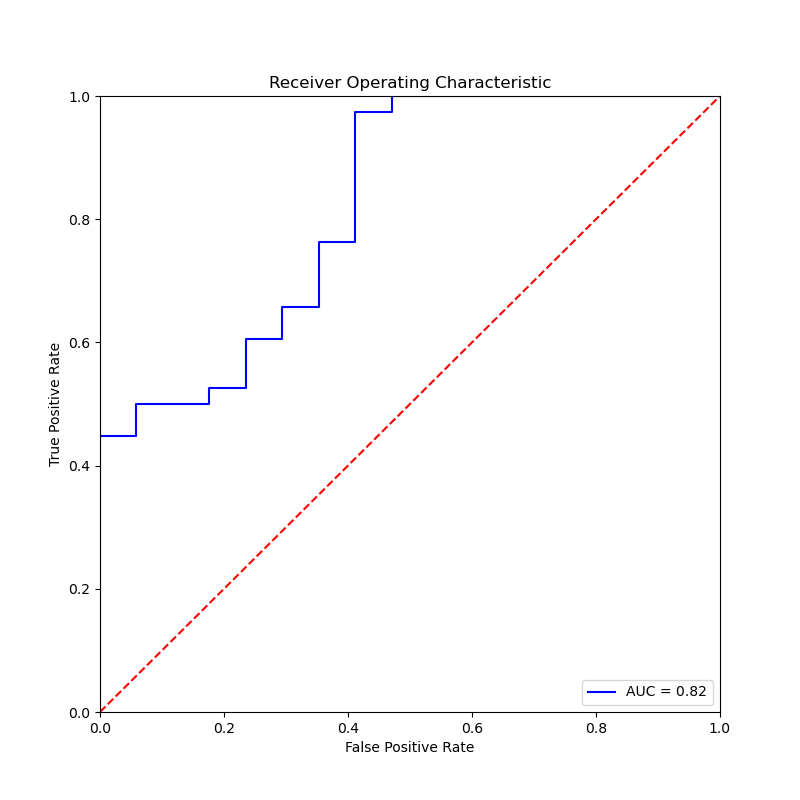 Receiver Operating Characteristic
1.0
0.8
0.6
0.4
0.2
0.0
True Positive Rate
AUC = 0.82
0.0 0.2 0.4 0.6 0.8 1.0
False Positive Rate